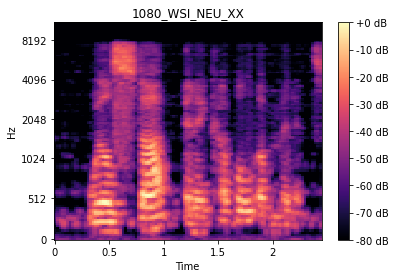 1080_WSI_NEU_XX
8192
4096
2048
1024
512
0
Hz
0
0.5
1
1.5
2
Time
+0 dB
-10 dB
-20 dB
-30 dB
-40 dB
-50 dB
-60 dB
-70 dB
-80 dB